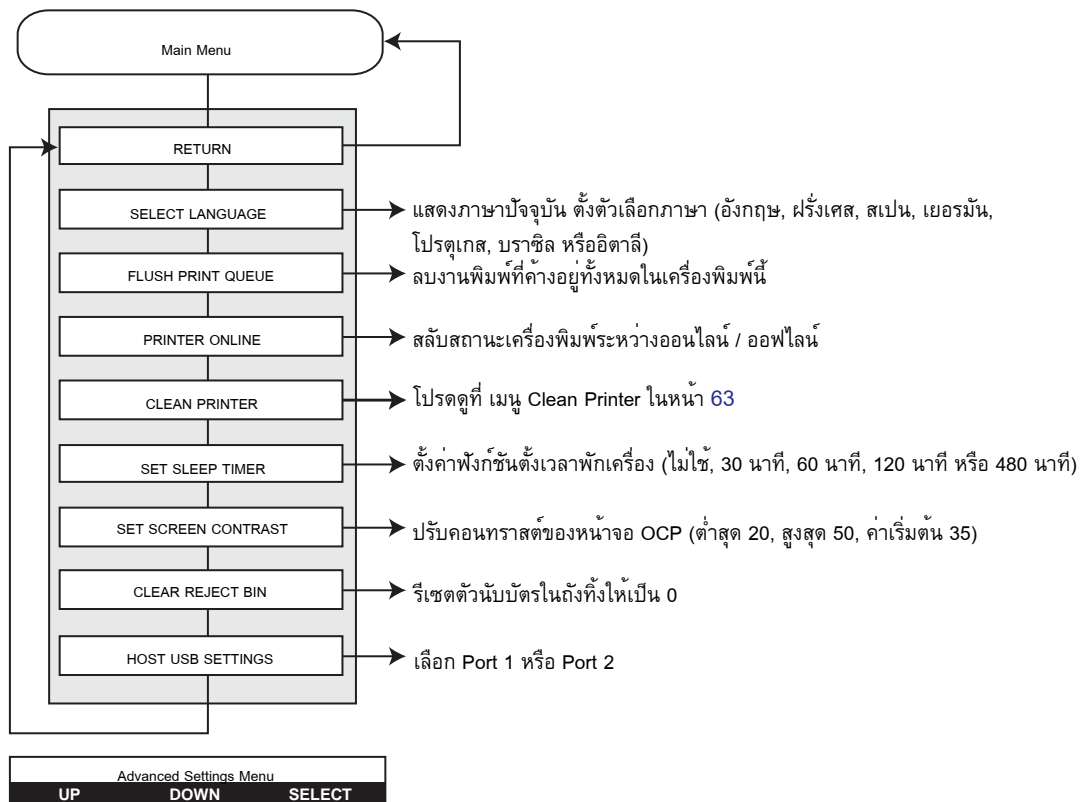 Main Menu
RETURN
SELECT LANGUAGE
แสดงภาษาปัจจุบัน ตั้งตัวเลือกภาษา (อังกฤษ, ฝรั่งเศส, สเปน, เยอรมัน,
โปรตุเกส, บราซิล หรืออิตาลี)
FLUSH PRINT QUEUE
ลบงานพิมพ์ที่ค้างอยู่ทั้งหมดในเครื่องพิมพ์นี้
PRINTER ONLINE
สลับสถานะเครื่องพิมพ์ระหว่างออนไลน์ / ออฟไลน์
CLEAN PRINTER
โปรดดูที่ เมนู Clean Printer ในหน้า 63
SET SLEEP TIMER
ตั้งค่าฟังก์ชันตั้งเวลาพักเครื่อง (ไม่ใช้, 30 นาที, 60 นาที, 120 นาที หรือ 480 นาที)
SET SCREEN CONTRAST
ปรับคอนทราสต์ของหน้าจอ OCP (ต่ำสุด 20, สูงสุด 50, ค่าเริ่มต้น 35)
CLEAR REJECT BIN
รีเซตตัวนับบัตรในถังทิ้งให้เป็น 0
HOST USB SETTINGS
เลือก Port 1 หรือ Port 2
Advanced Settings Menu
UP DOWN SELECT